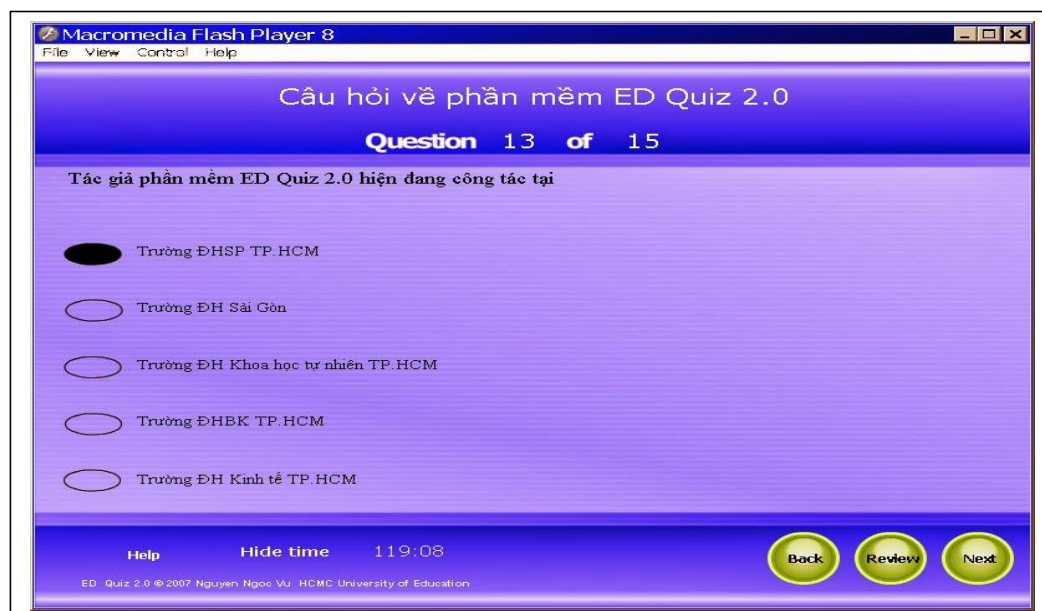 Macromedia Flash Player 8
File View Control Help
Câu hỏi về phần mềm ED Quiz 2.0
Question 13 of 15
Tác giả phần mềm ED Quiz 2.0 hiện đang công tác tại
Trường ĐHSP TP.HCM
Trường ĐH Sài Gòn
Trường ĐH Khoa học tự nhiên TP.HCM
Trường ĐHBK TP.HCM
Trường ĐH Kinh tế TP.HCM
Help Hide time 119:08 Back Review Next
ED Quiz 2.0 © 2007 Nguyen Ngoc Vu HCMC University of Education